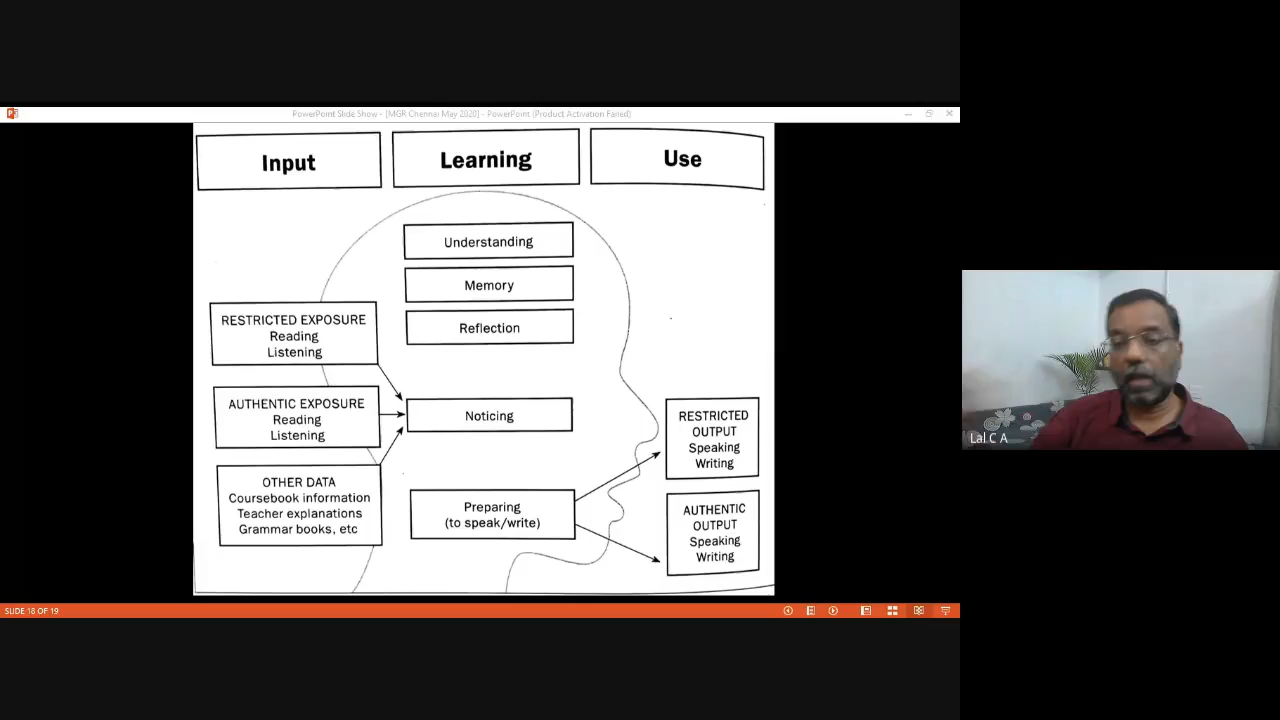 PowerPoint Slide Show - [MGR Chennai May 2020] - PowerPoint (Product Activation Failed)
Input
Learning
Use
Understanding
Memory
Reflection
RESTRICTED EXPOSURE
Reading
Listening
AUTHENTIC EXPOSURE
Reading
Listening
OTHER DATA
Coursebook information
Teacher explanations
Grammar books, etc
Noticing
Preparing
(to speak/write)
RESTRICTED
OUTPUT
Speaking
Writing
AUTHENTIC
OUTPUT
Speaking
Writing
Lal C A
SLIDE 18 OF 19